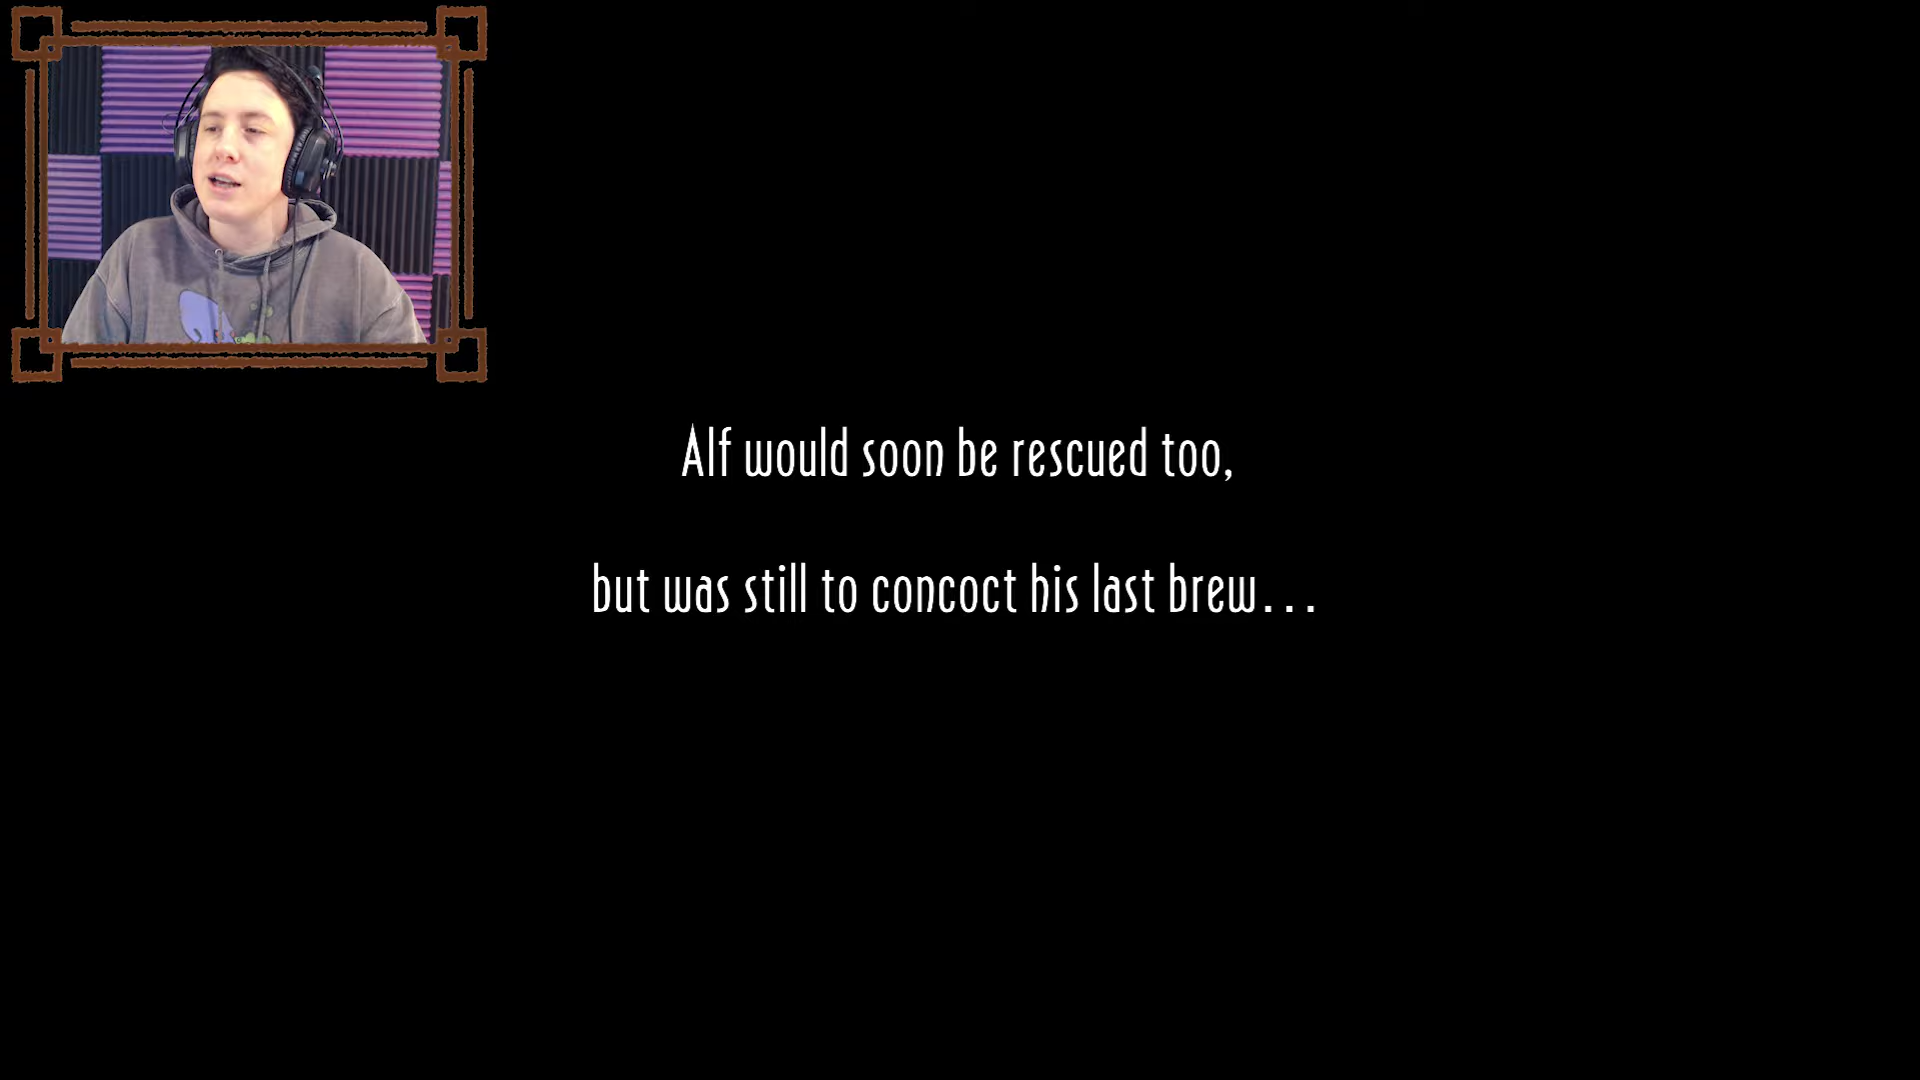 Alf would soon be rescued too,
but was still to concoct his last brew...